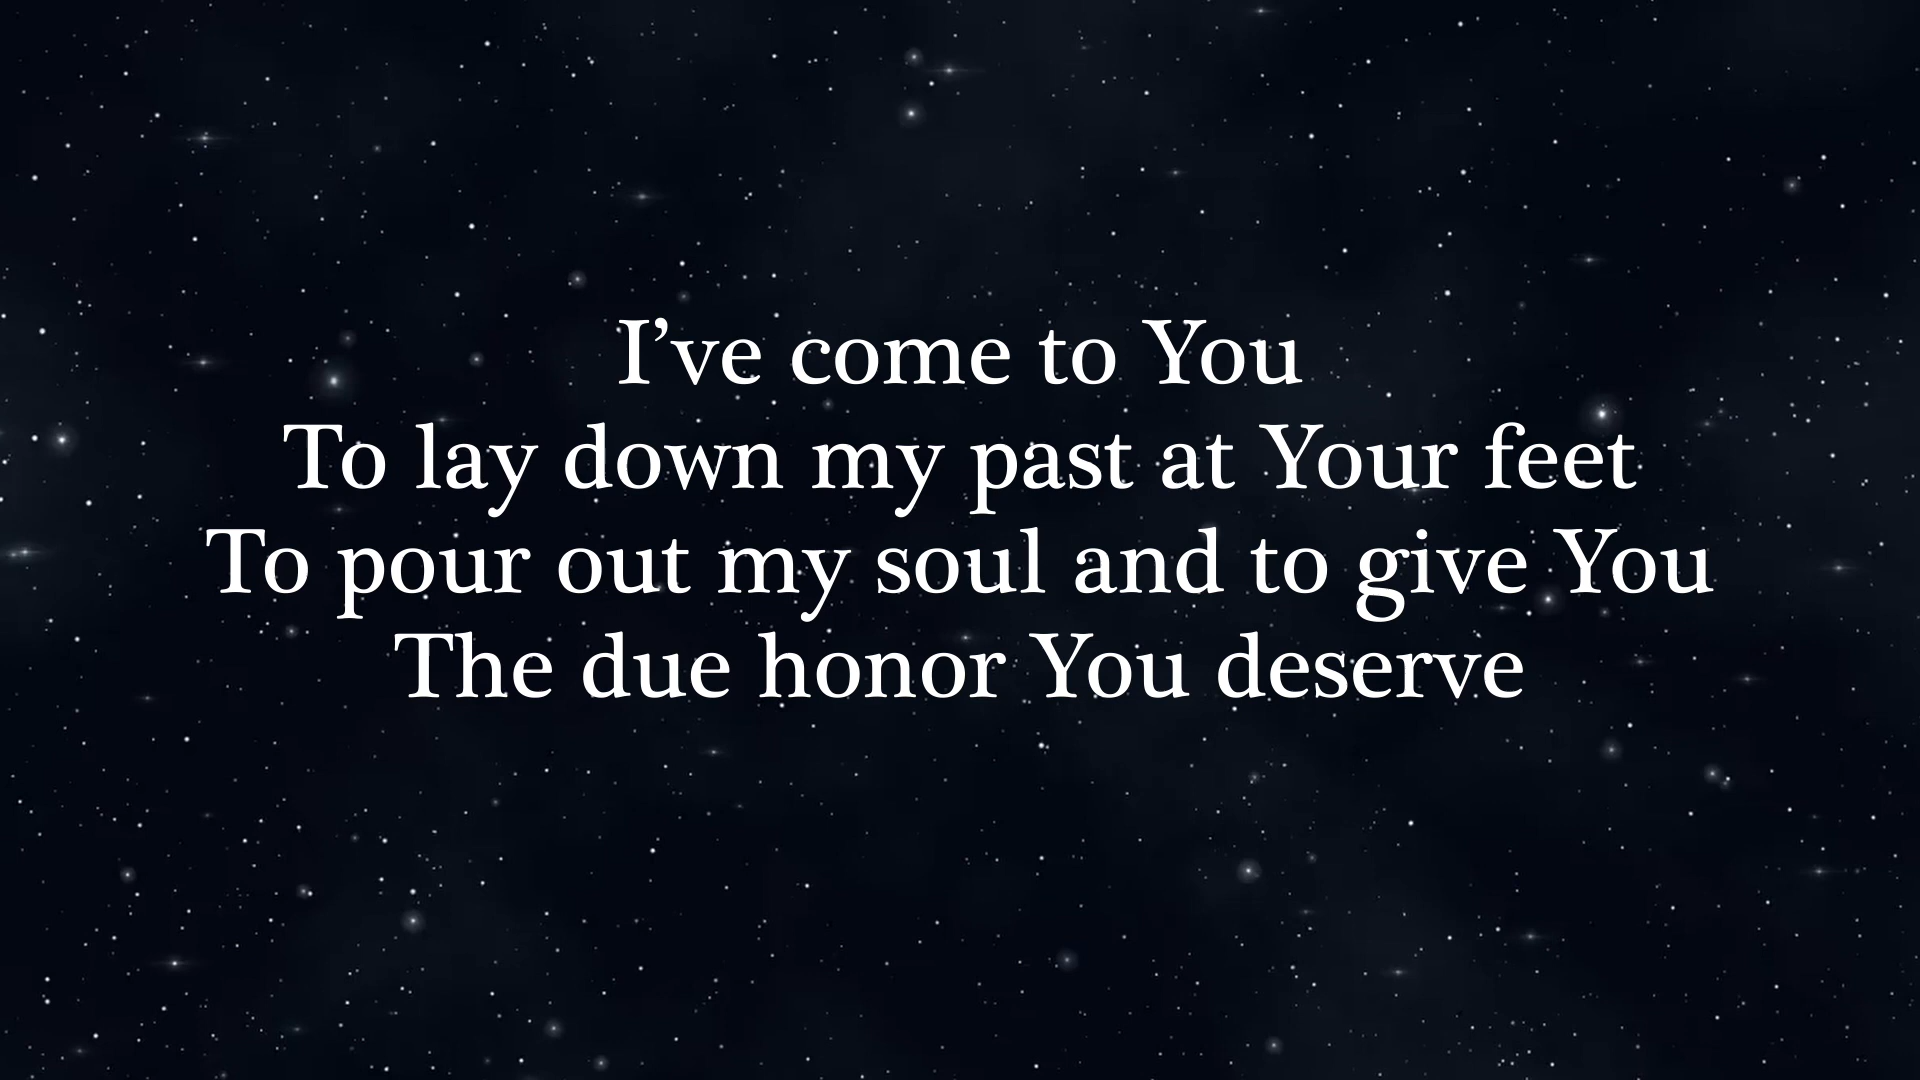 I’ve come to You
To lay down my past at Your feet
To pour out my soul and to give You
The due honor You deserve